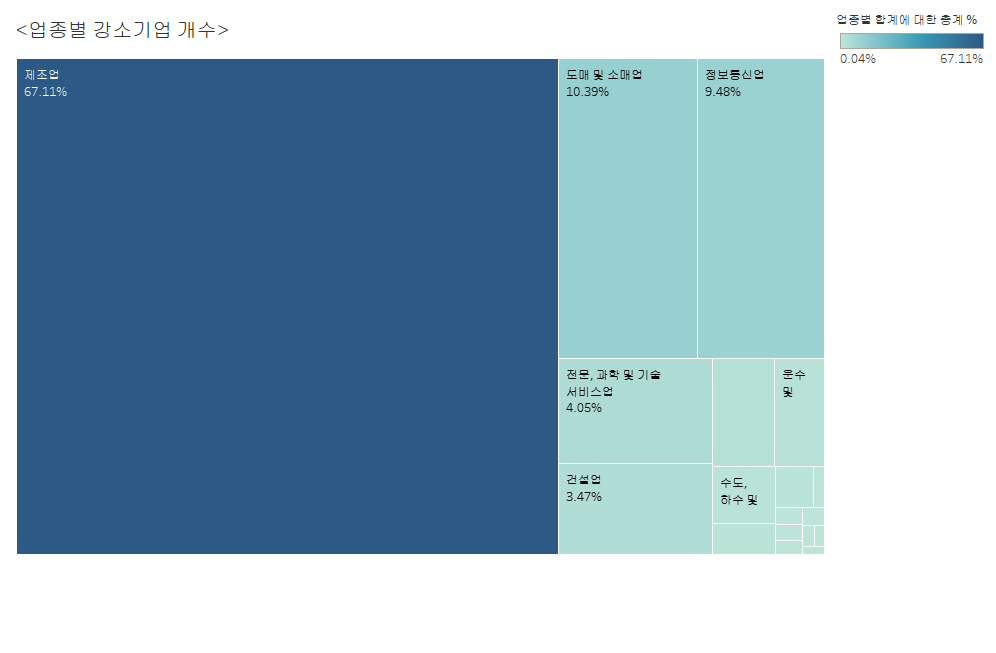 <업종별 강소기업 개수>
업종별 합계에 대한 총계 %
0.04% 67.11%
제조업
67.11%
도매 및 소매업
10.39%
정보통신업
9.48%
전문, 과학 및 기술
서비스업
4.05%
운수
및
건설업
3.47%
수도,
하수 및